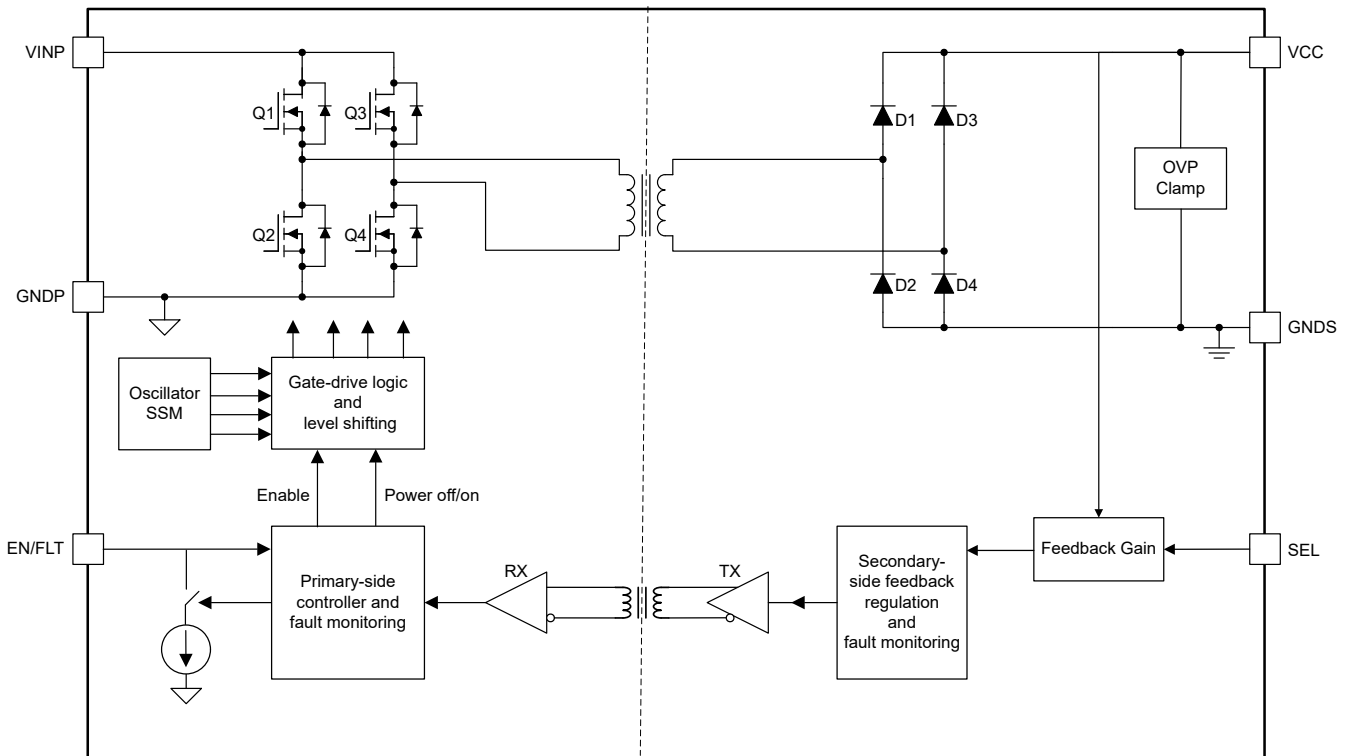 VINP
VCC
Q1
Q3
D1
D3
OVP
Clamp
Q2
Q4
D2
D4
GNDP
GNDS
Oscillator
SSM
Gate-drive logic
and
level shifting
Enable
Power off/on
EN/FLT
Primary-side
controller and
fault monitoring
RX
TX
Secondary-
side feedback
regulation
and
fault monitoring
Feedback Gain
SEL